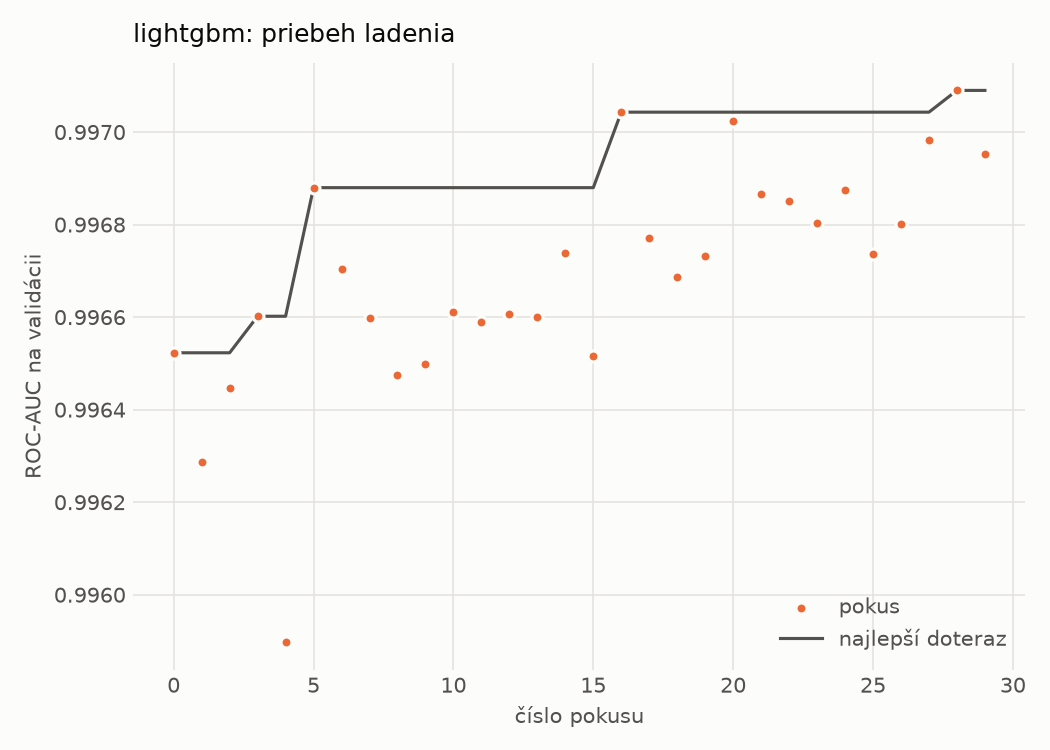 lightgbm: priebeh ladenia
ROC-AUC na validácii
0.9970
0.9968
0.9966
0.9964
0.9962
0.9960
pokus
najlepší doteraz
0 5 10 15 20 25 30
číslo pokusu